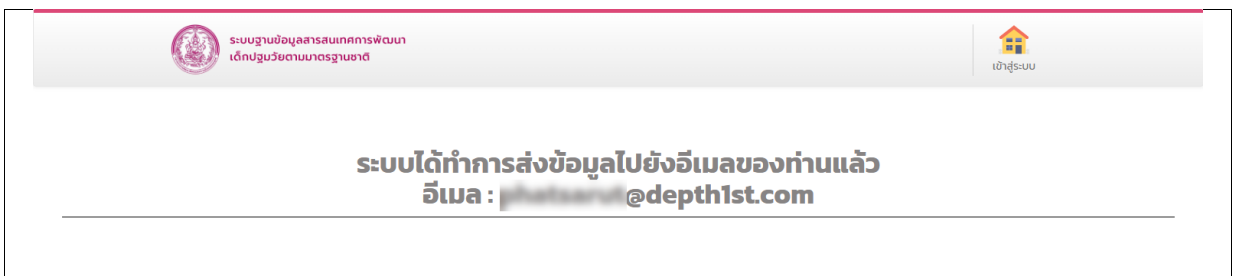 ระบบฐานข้อมูลสารสนเทศการพัฒนา
เด็กปฐมวัยตามมาตรฐานชาติ
เข้าสู่ระบบ
ระบบได้ทำการส่งข้อมูลไปยังอีเมลของท่านแล้ว
อีเมล : @depth1st.com